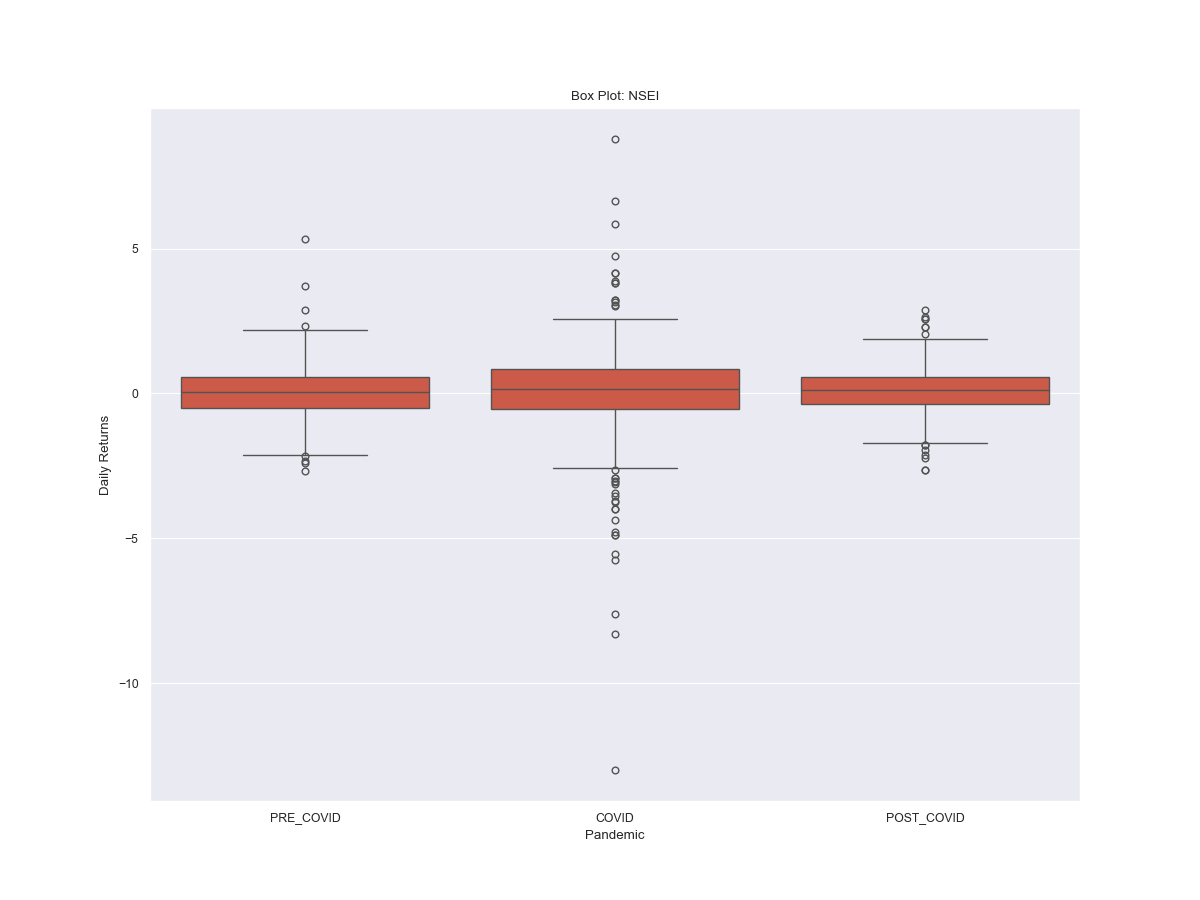 Box Plot: NSEI
5
0
−5
−10
Daily Returns
PRE_COVID
COVID
POST_COVID
Pandemic